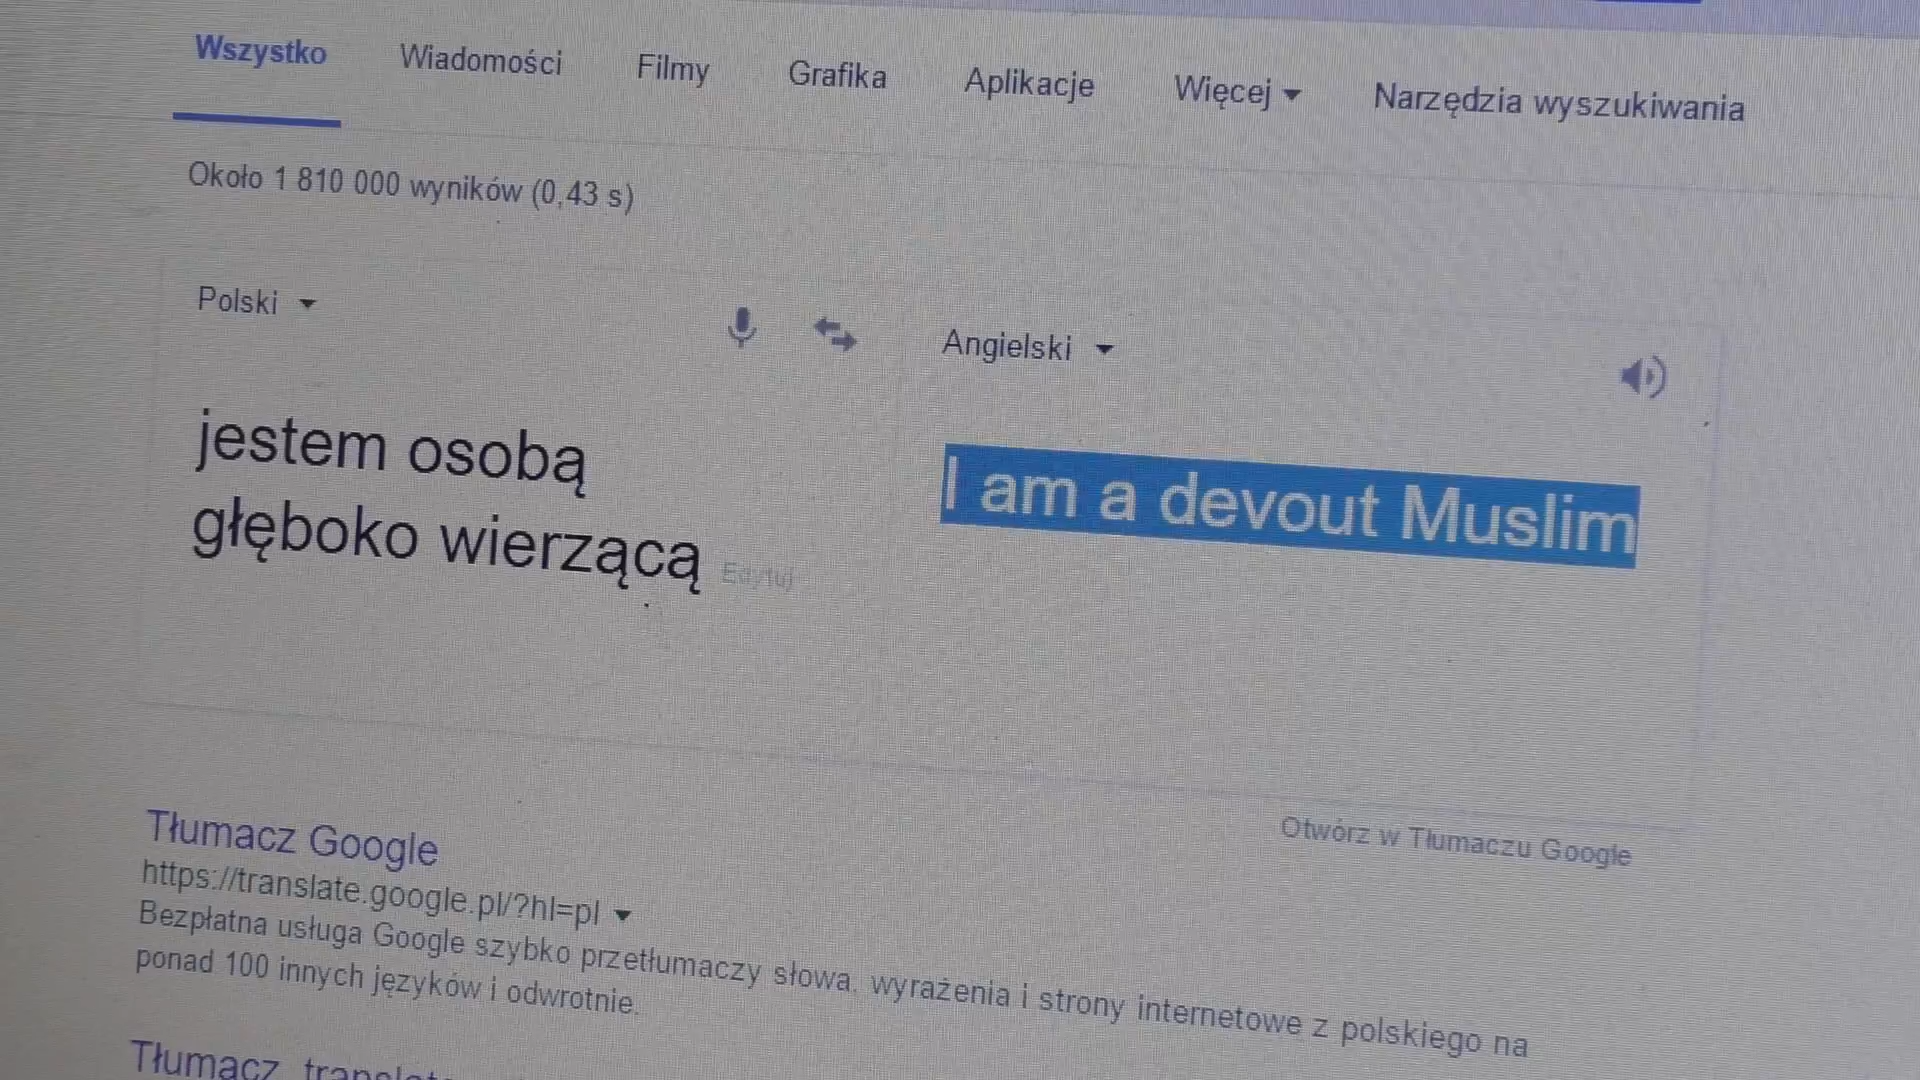 Wszystko Wiadomości Filmy Grafika Aplikacje Więcej Narzędzia wyszukiwania
Około 1 810 000 wyników (0,43 s)
Polski Angielski
jestem osobą
głęboko wierzącą Edytuj
I am a devout Muslim
Otwórz w Tłumaczu Google
Tłumacz Google
https://translate.google.pl/?hl=pl
Bezpłatna usługa Google szybko przetłumaczy słowa, wyrażenia i strony internetowe z polskiego na
ponad 100 innych języków i odwrotnie.
Tłumacz